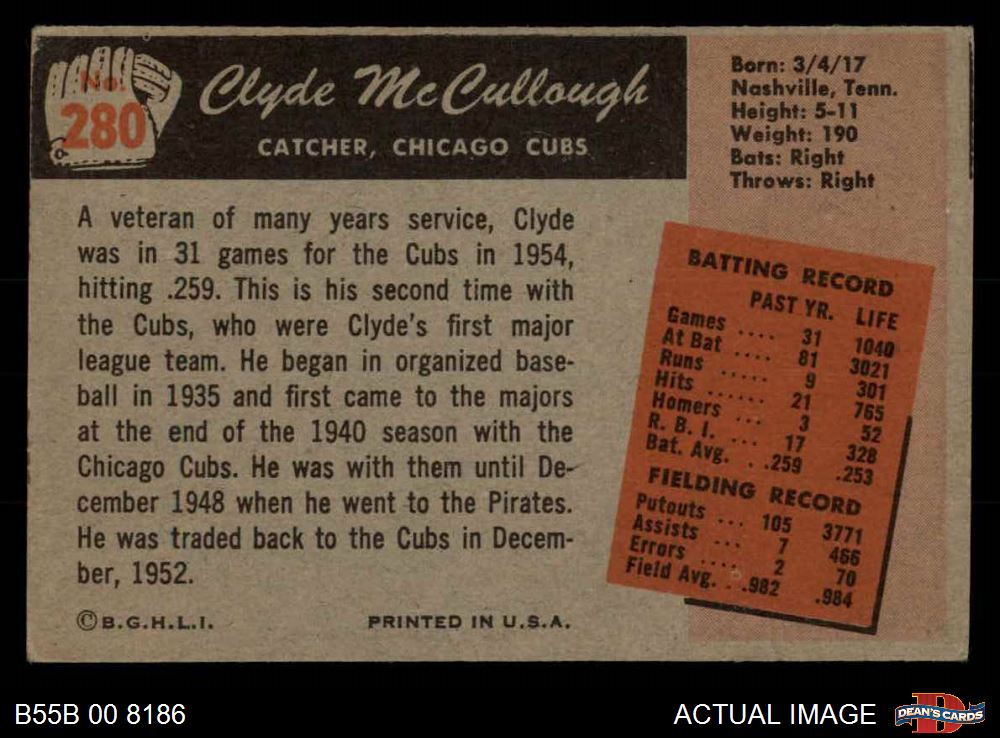 No.
280
Clyde McCullough
CATCHER, CHICAGO CUBS
Born: 3/4/17
Nashville, Tenn.
Height: 5-11
Weight: 190
Bats: Right
Throws: Right
A veteran of many years service, Clyde
was in 31 games for the Cubs in 1954,
hitting .259. This is his second time with
the Cubs, who were Clyde's first major
league team. He began in organized base-
ball in 1935 and first came to the majors
at the end of the 1940 season with the
Chicago Cubs. He was with them until De-
cember 1948 when he went to the Pirates.
He was traded back to the Cubs in Decem-
ber, 1952.
BATTING RECORD
PAST YR. LIFE
Games .... 31 1040
At Bat .... 81 3021
Runs ..... 9 301
Hits ...... 21 765
Homers ... 3 52
R. B. I. ... 17 328
Bat. Avg. . .259 .253
FIELDING RECORD
Putouts ... 105 3771
Assists ... 7 466
Errors .... 2 70
Field Avg. . .982 .984
©B.G.H.L.I. PRINTED IN U.S.A.
B55B 00 8186 ACTUAL IMAGE DEAN'S CARDS